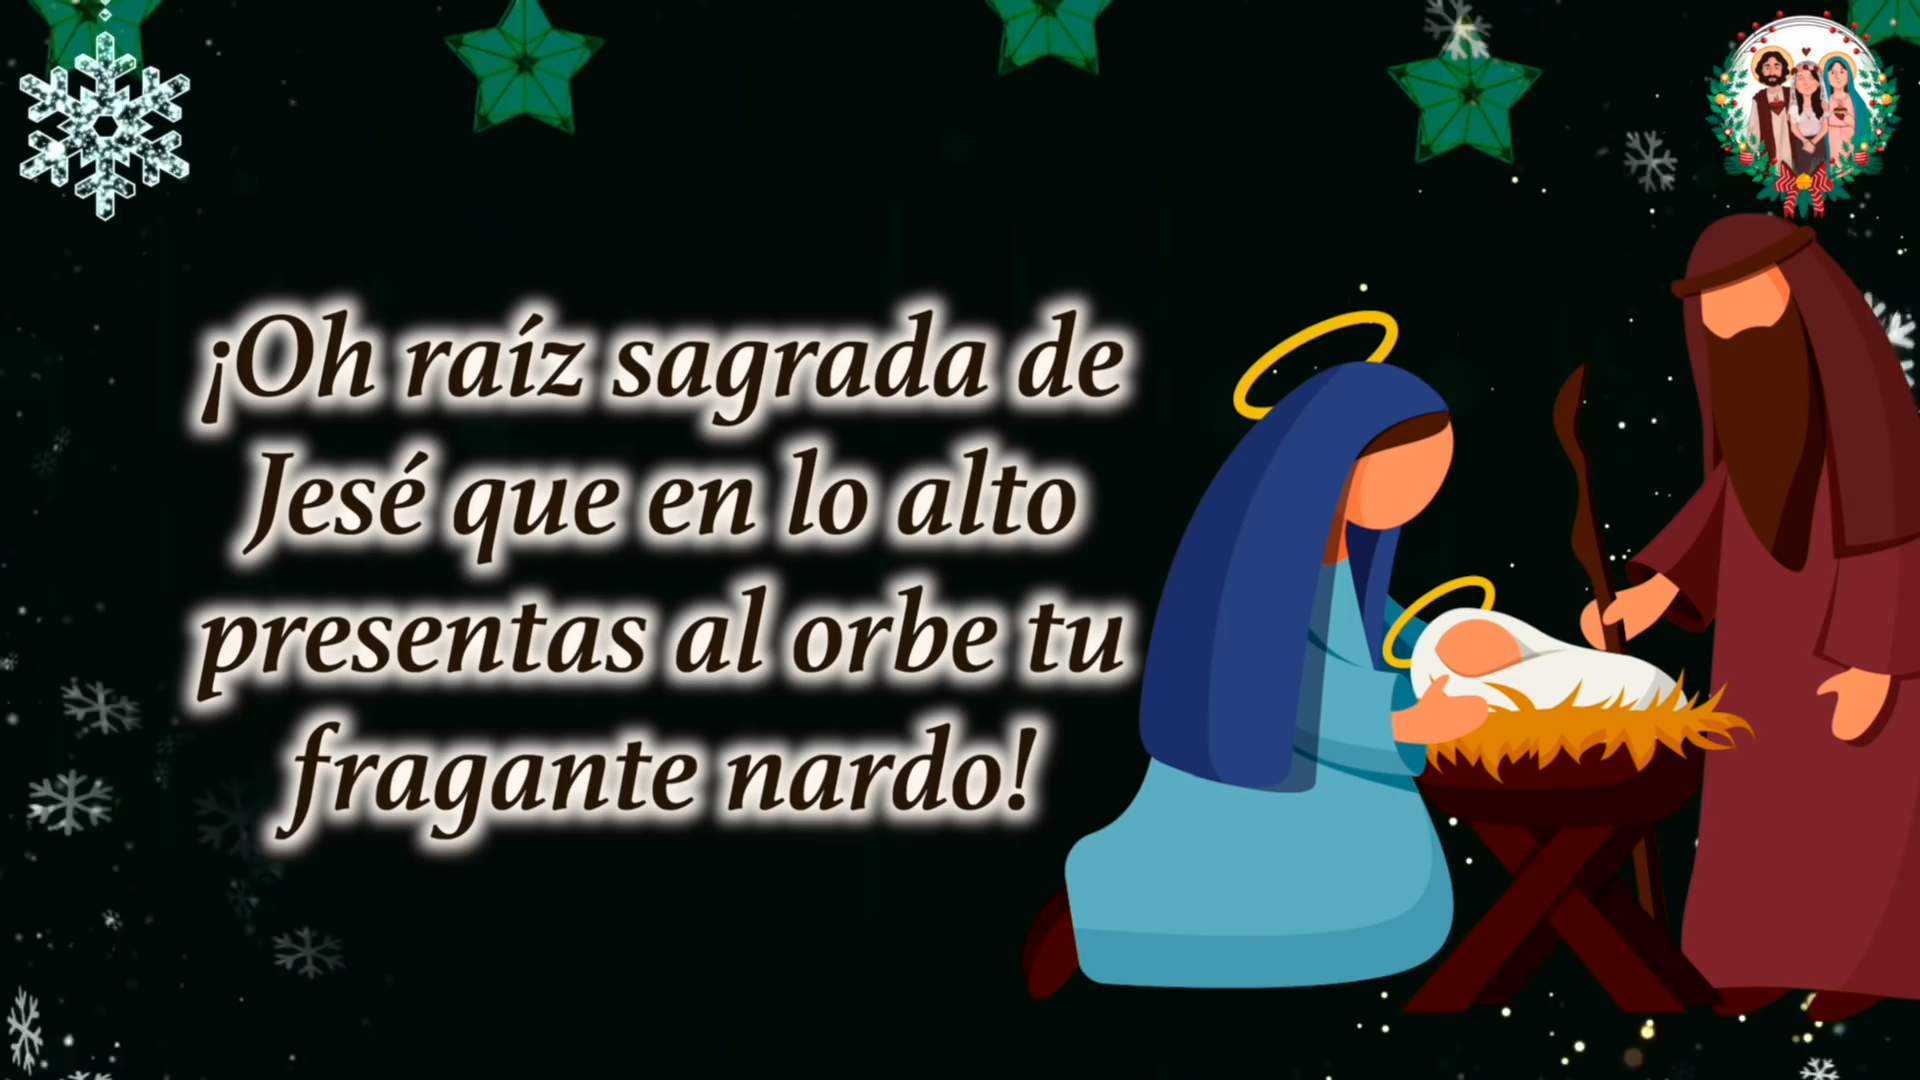 ¡Oh raíz sagrada de
Jesé que en lo alto
presentas al orbe tu
fragante nardo!